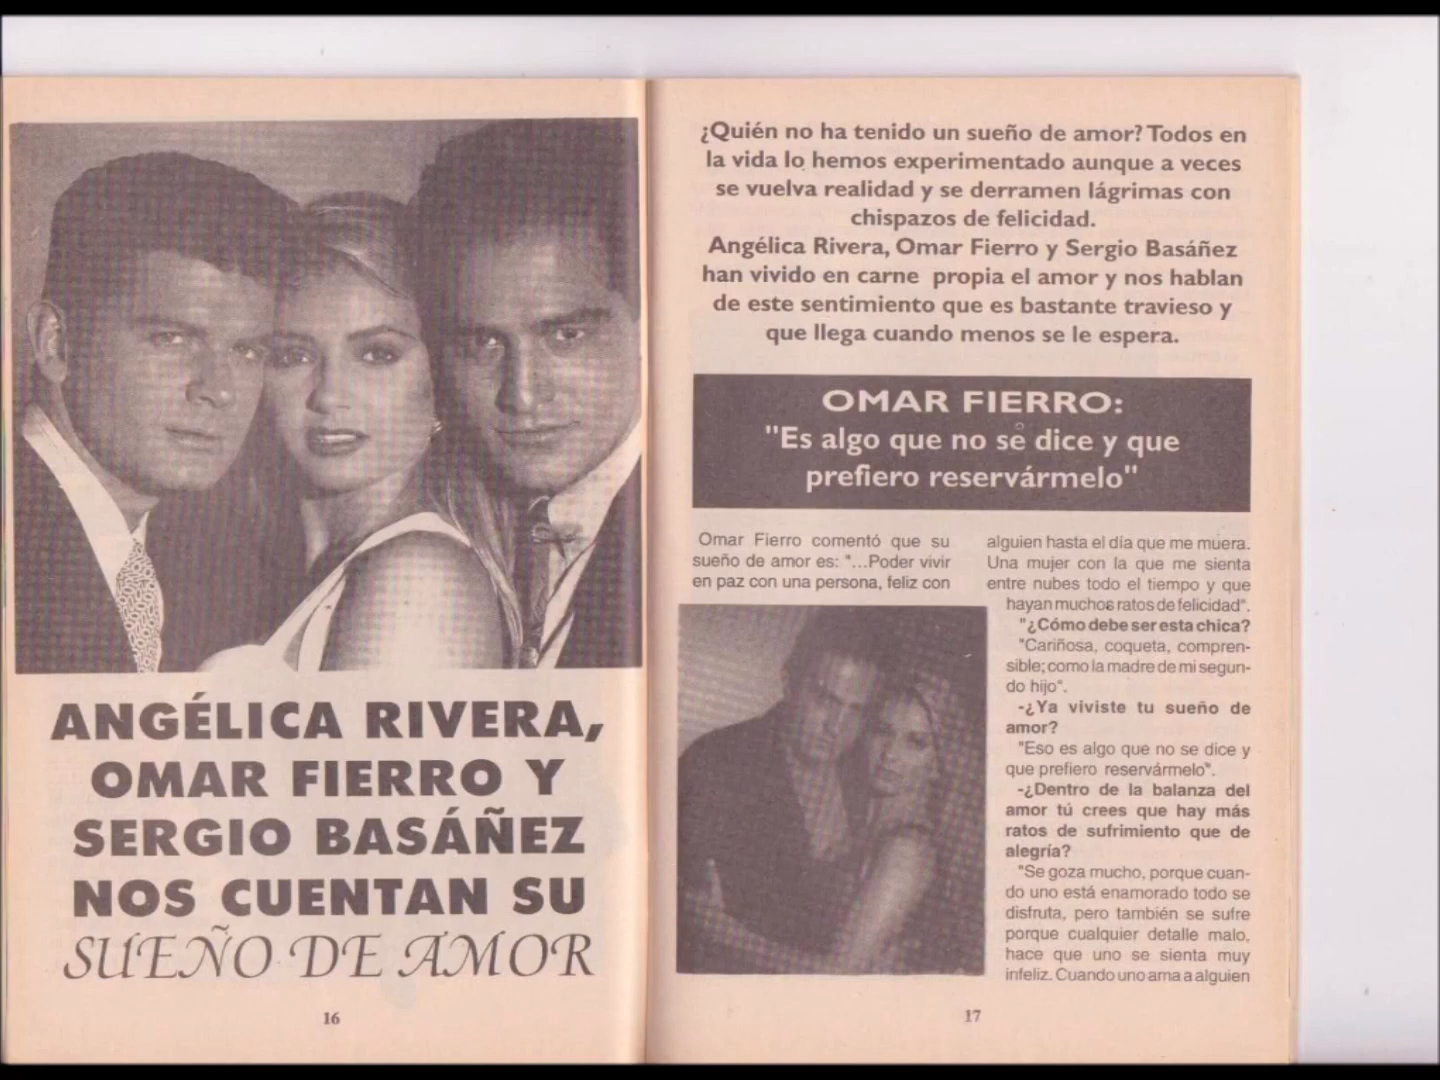 ANGÉLICA RIVERA,
OMAR FIERRO Y
SERGIO BASÁÑEZ
NOS CUENTAN SU
SUEÑO DE AMOR
16
¿Quién no ha tenido un sueño de amor? Todos en
la vida lo hemos experimentado aunque a veces
se vuelva realidad y se derramen lágrimas con
chispazos de felicidad.
Angélica Rivera, Omar Fierro y Sergio Basáñez
han vivido en carne propia el amor y nos hablan
de este sentimiento que es bastante travieso y
que llega cuando menos se le espera.
OMAR FIERRO:
"Es algo que no se dice y que
prefiero reservármelo"
Omar Fierro comentó que su
sueño de amor es: "...Poder vivir
en paz con una persona, feliz con
alguien hasta el día que me muera.
Una mujer con la que me sienta
entre nubes todo el tiempo y que
hayan muchos ratos de felicidad".
"¿Cómo debe ser esta chica?
"Cariñosa, coqueta, compren-
sible; como la madre de mi segun-
do hijo".
-¿Ya viviste tu sueño de
amor?
"Eso es algo que no se dice y
que prefiero reservármelo".
-¿Dentro de la balanza del
amor tú crees que hay más
ratos de sufrimiento que de
alegría?
"Se goza mucho, porque cuan-
do uno está enamorado todo se
disfruta, pero también se sufre
porque cualquier detalle malo,
hace que uno se sienta muy
infeliz. Cuando uno ama a alguien
17